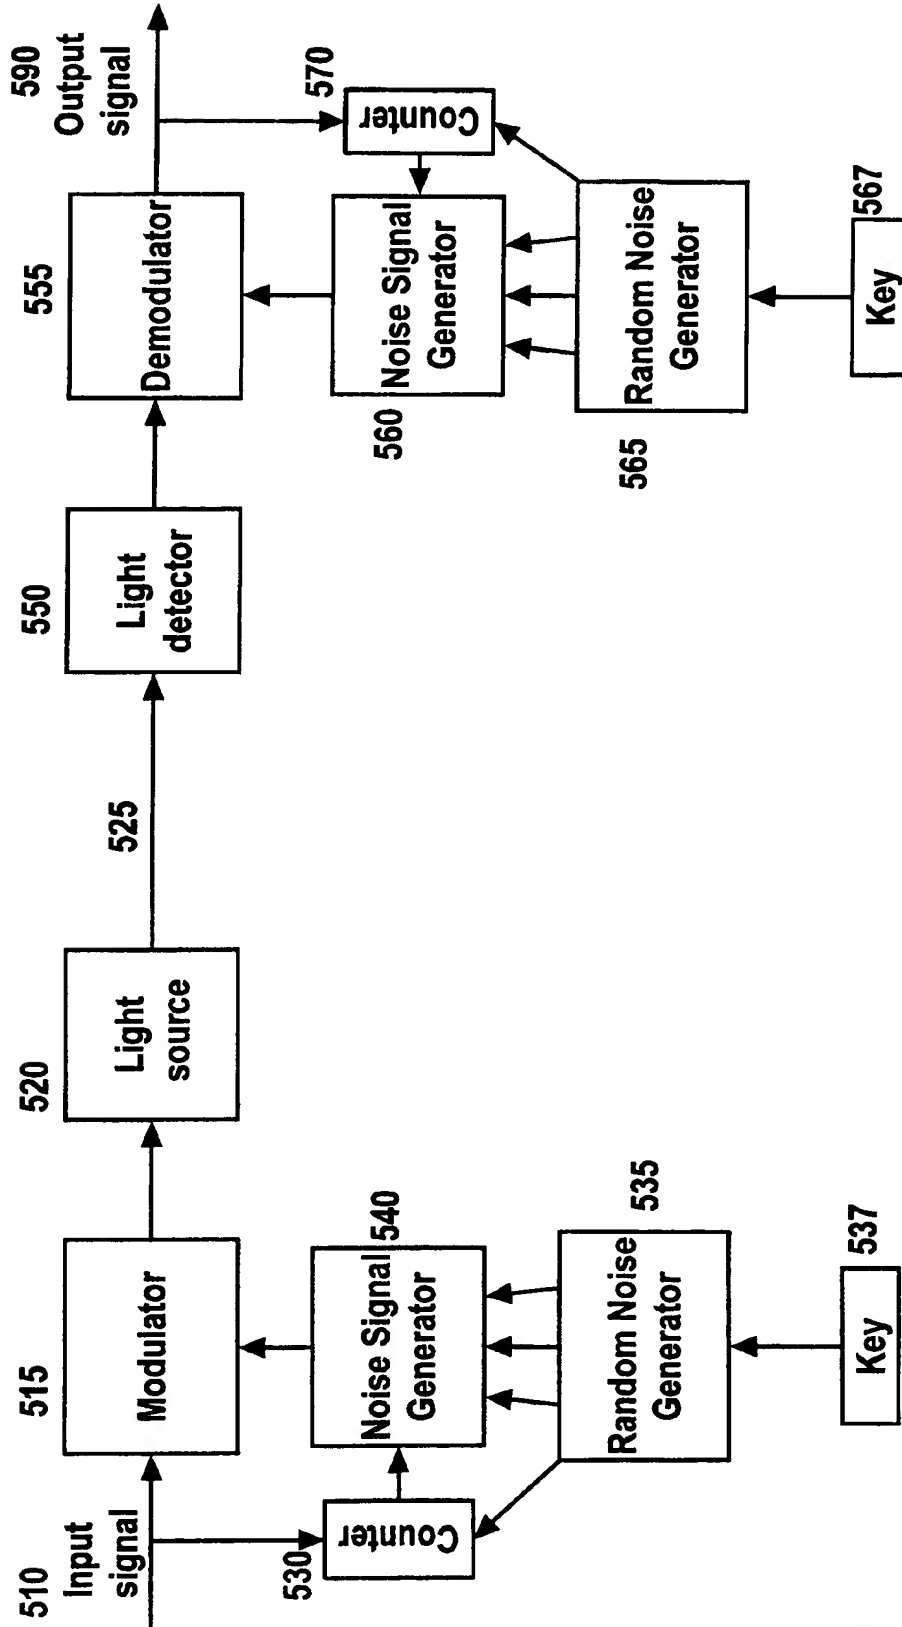 510
Input
signal
515
Modulator
520
Light
source
525
550
Light
detector
555
Demodulator
590
Output
signal
530
Counter
540
Noise Signal
Generator
535
Random Noise
Generator
537
Key
570
Counter
560
Noise Signal
Generator
565
Random Noise
Generator
567
Key